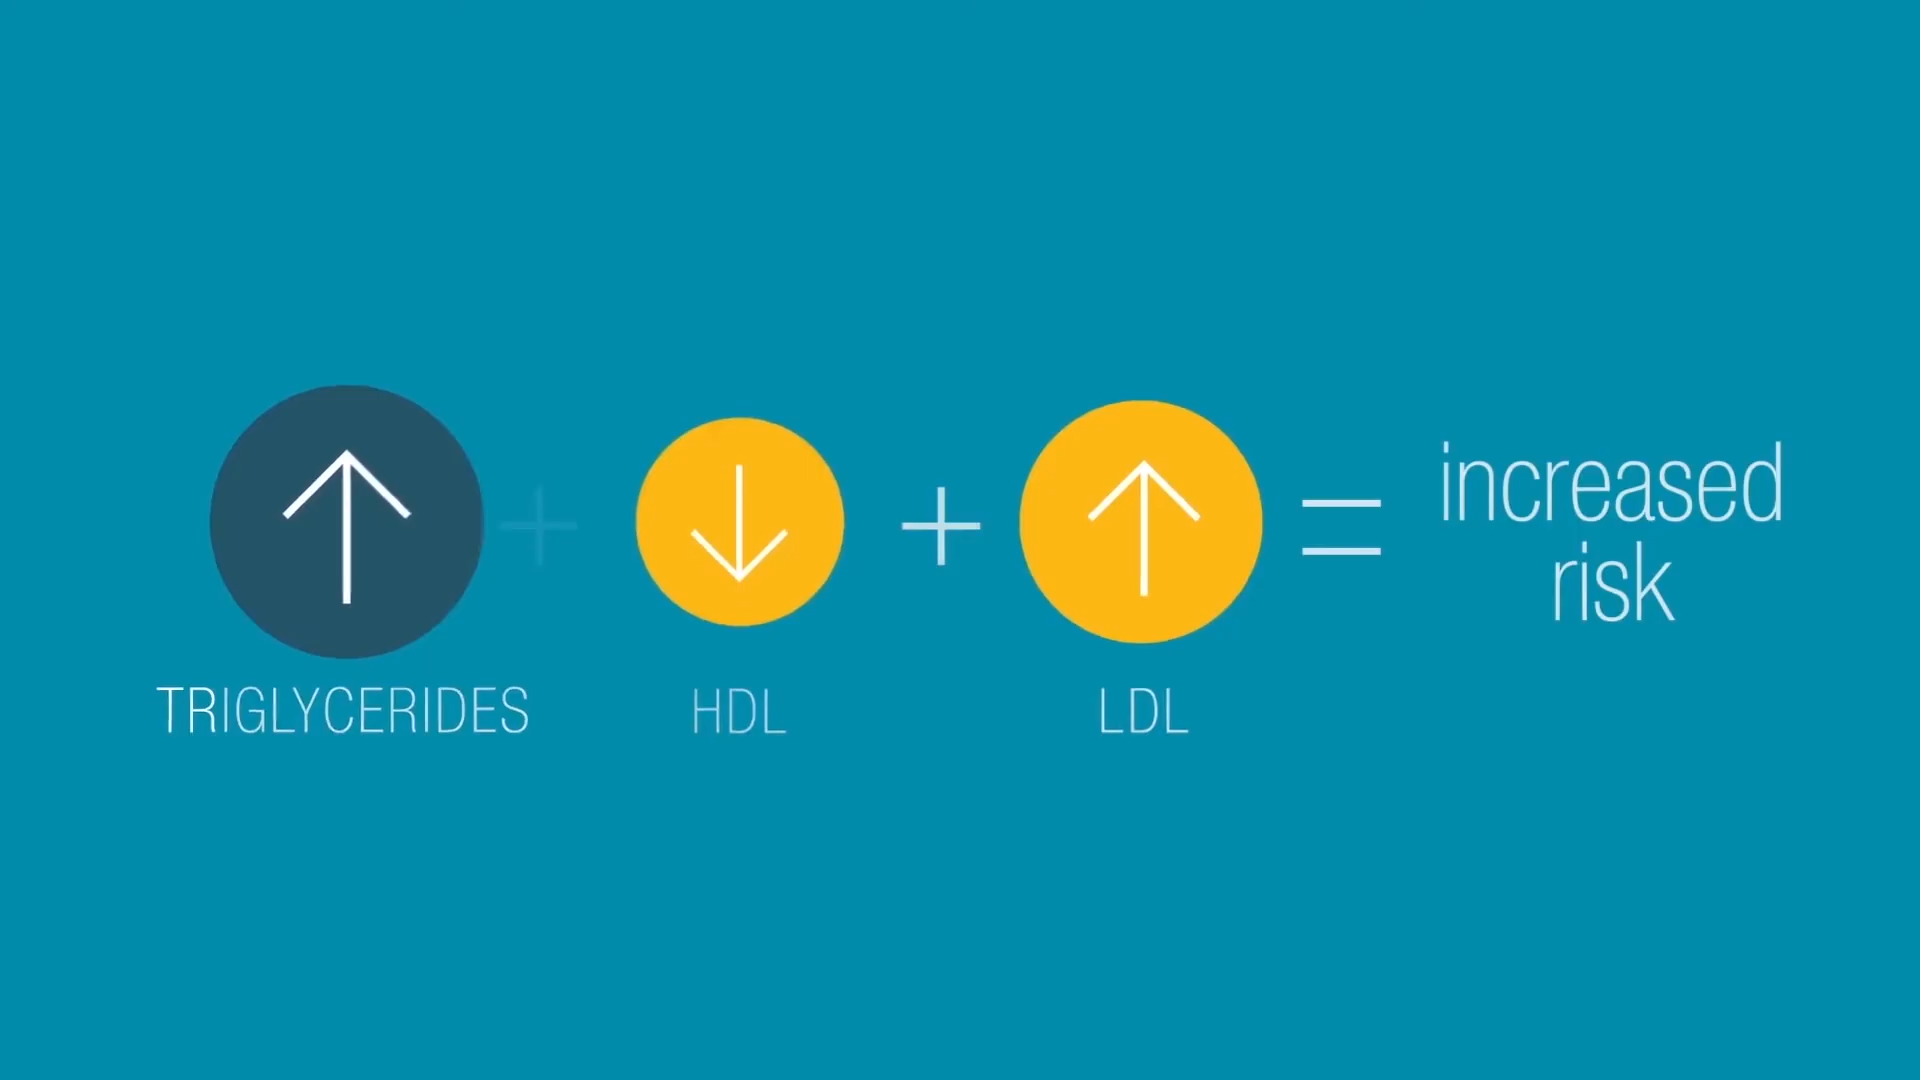 + + = increased
risk
TRIGLYCERIDES HDL LDL